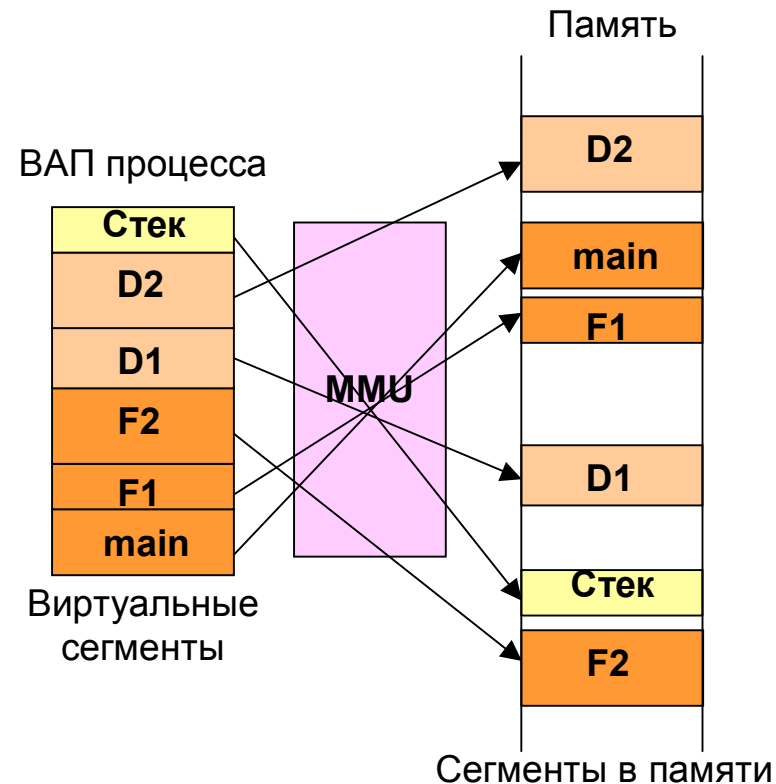 Память
ВАП процесса
Стек
D2
D1
F2
F1
main
Виртуальные
сегменты
MMU
D2
main
F1
D1
Стек
F2
Сегменты в памяти